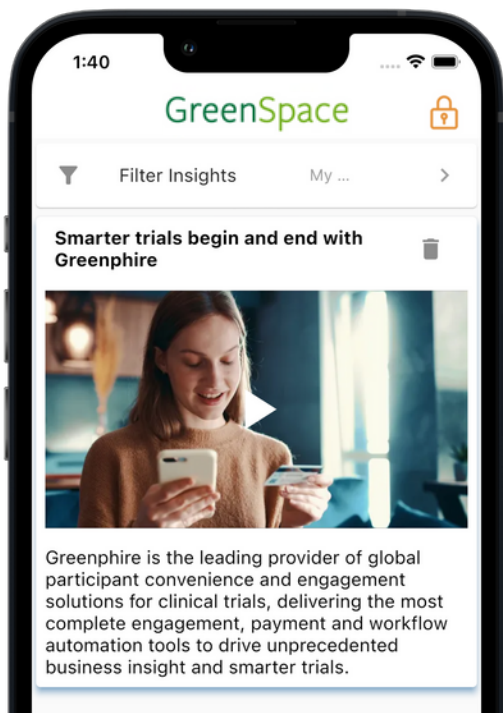 1:40
GreenSpace
Filter Insights My ...
Smarter trials begin and end with
Greenphire
Greenphire is the leading provider of global
participant convenience and engagement
solutions for clinical trials, delivering the most
complete engagement, payment and workflow
automation tools to drive unprecedented
business insight and smarter trials.